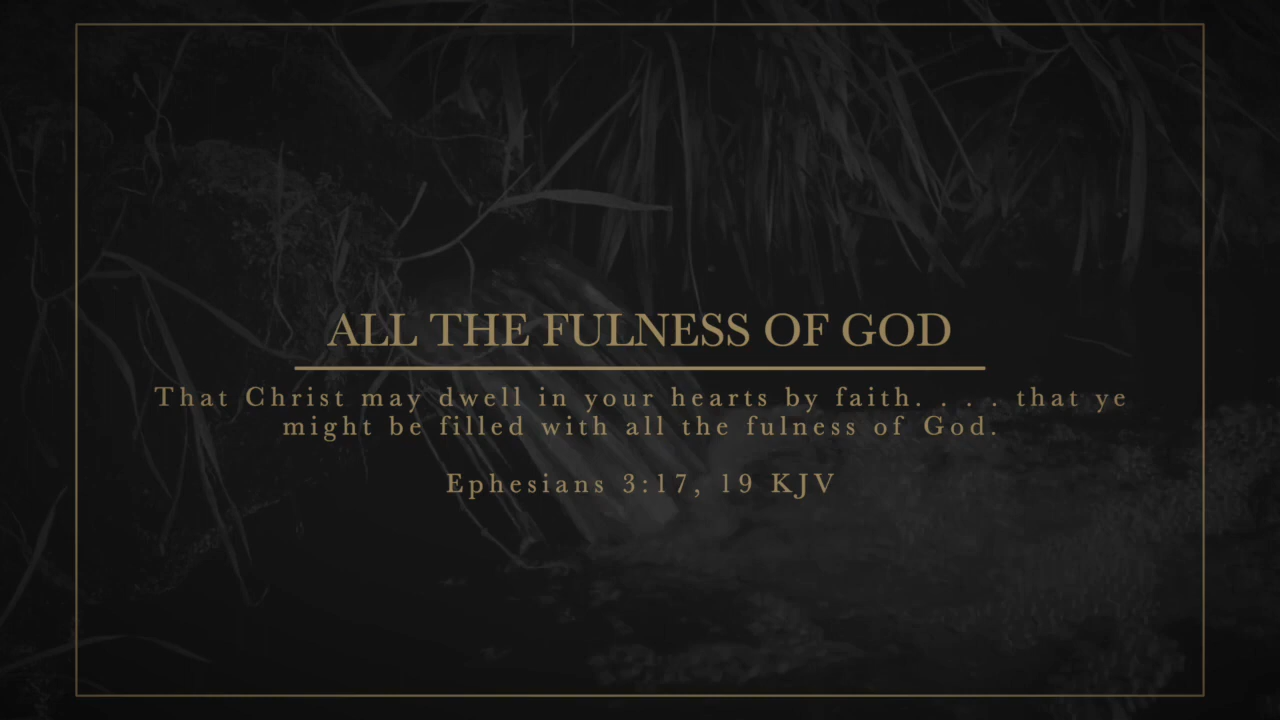 ALL THE FULNESS OF GOD
That Christ may dwell in your hearts by faith. . . . that ye
might be filled with all the fulness of God.
Ephesians 3:17, 19 KJV